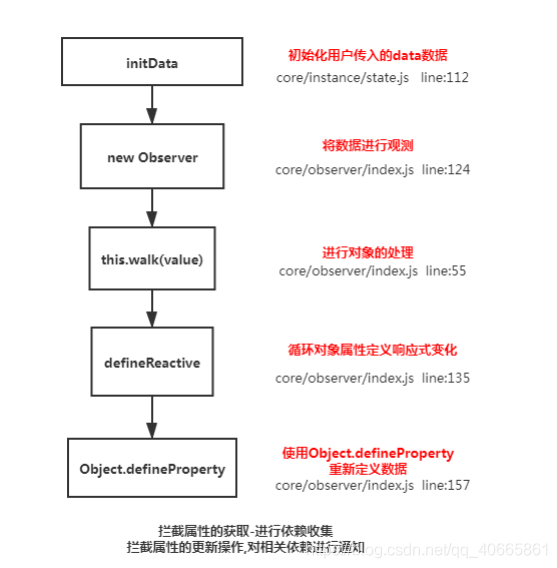 initData
初始化用户传入的data数据
core/instance/state.js line:112
new Observer
将数据进行观测
core/observer/index.js line:124
this.walk(value)
进行对象的处理
core/observer/index.js line:55
defineReactive
循环对象属性定义响应式变化
core/observer/index.js line:135
Object.defineProperty
使用Object.defineProperty
重新定义数据
core/observer/index.js line:157
拦截属性的获取-进行依赖收集
拦截属性的更新操作,对相关依赖进行通知
blog.csdn.net/qq_40665861